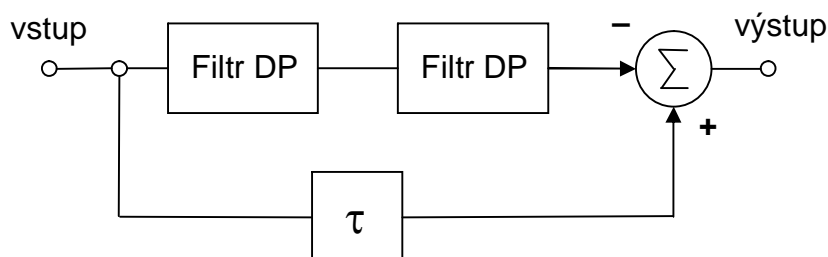 vstup
Filtr DP
Filtr DP
−
∑
výstup
+
τ